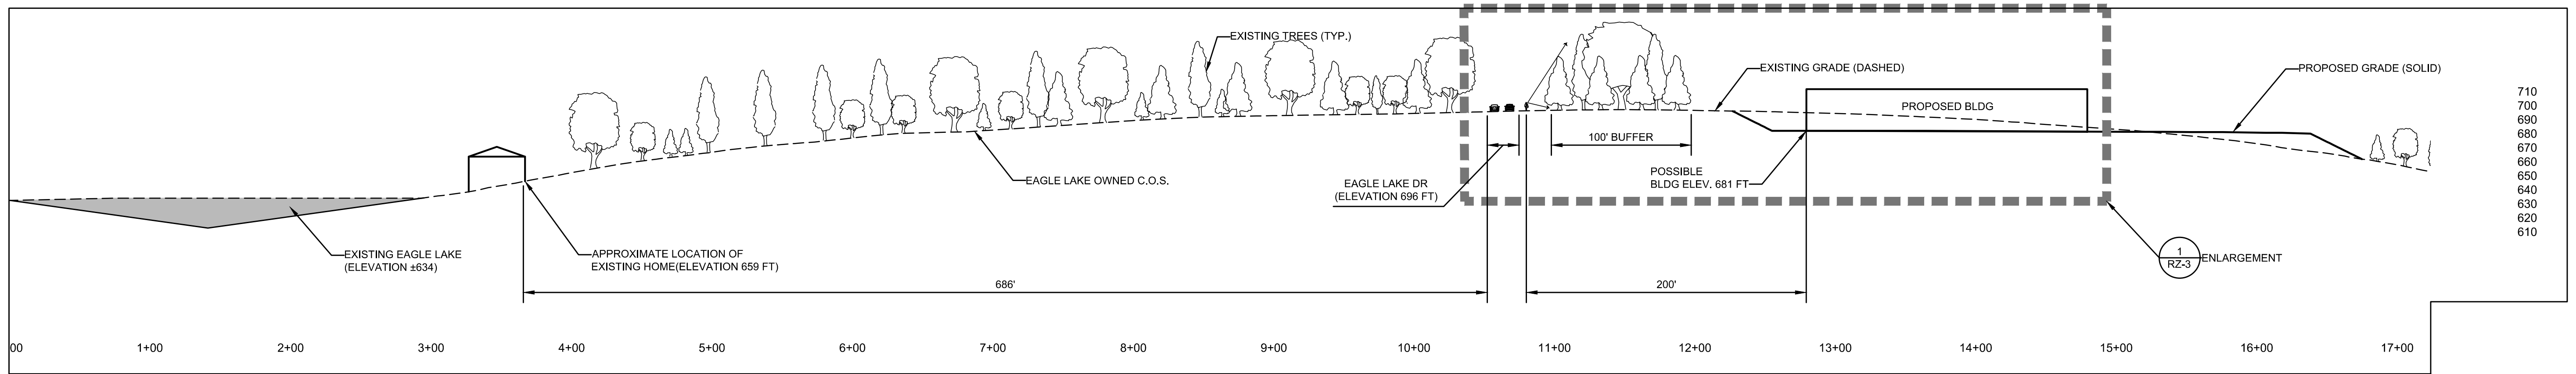 EXISTING TREES (TYP.)
EXISTING GRADE (DASHED)
PROPOSED GRADE (SOLID)
PROPOSED BLDG
100' BUFFER
EAGLE LAKE OWNED C.O.S.
EAGLE LAKE DR
(ELEVATION 696 FT)
POSSIBLE
BLDG ELEV. 681 FT
EXISTING EAGLE LAKE
(ELEVATION ±634)
APPROXIMATE LOCATION OF
EXISTING HOME(ELEVATION 659 FT)
1
RZ-3
ENLARGEMENT
686'
200'
710
700
690
680
670
660
650
640
630
620
610
00
1+00
2+00
3+00
4+00
5+00
6+00
7+00
8+00
9+00
10+00
11+00
12+00
13+00
14+00
15+00
16+00
17+00